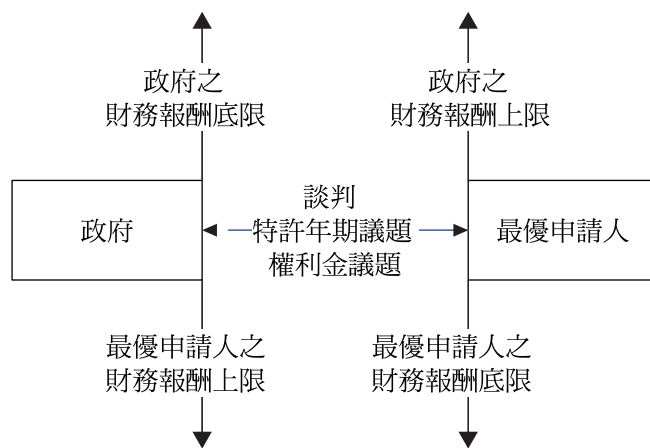 政府之
財務報酬底限
政府之
財務報酬上限
政府
談判
特許年期議題
權利金議題
最優申請人
最優申請人之
財務報酬上限
最優申請人之
財務報酬底限